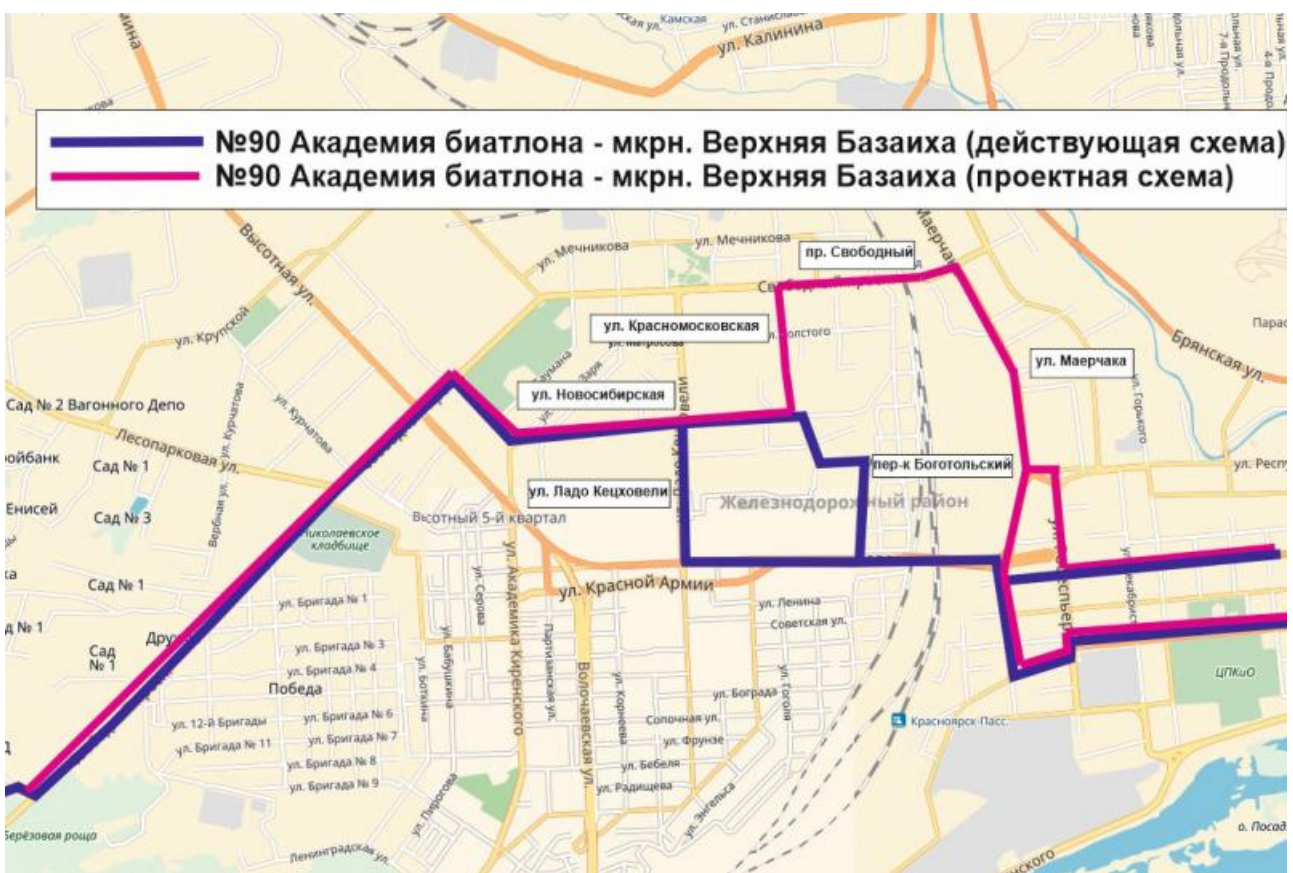 Камская
ул. Калинина
№90 Академия биатлона - мкрн. Верхняя Базаиха (действующая схема)
№90 Академия биатлона - мкрн. Верхняя Базаиха (проектная схема)
Высотная ул.
ул. Мечникова
ул. Мечникова
пр. Свободный
ул. Крупской
ул. Красномосковская
ул. Маерчака
Брянская ул.
ул. Новосибирская
Сад № 2 Вагонного Депо
ул. Курчатова
ул. Курчатова
ул. Горького
Лесопарковая ул.
Сад № 1
пер-к Боготольский
ул. Ладо Кецховели
Железнодорожный район
Сад № 3
Вербная ул.
Высотный 5-й квартал
Николаевское
кладбище
ул. Красной Армии
Сад № 1
ул. Бригада № 1
ул. Серова
ул. Академика Киренского
ул. Ленина
Советская ул.
Партизанская ул.
Волочаевская ул.
Сад
№ 1
ул. Бригада № 3
ул. Бригада № 4
Победа
ул. Бабушкина
ул. Боткина
ул. Корнеева
ул. Бограда
ул. Гоголя
ЦПКиО
ул. 12-й Бригады
ул. Бригада № 6
Сопочная ул.
Красноярск-Пасс.
ул. Бригада № 11
ул. Бригада № 7
ул. Фрунзе
ул. Бригада № 8
ул. Бебеля
ул. Бригада № 9
ул. Радищева
ул. Пирогова
ул. Энгельса
Берёзовая роща
Ленинградская ул.